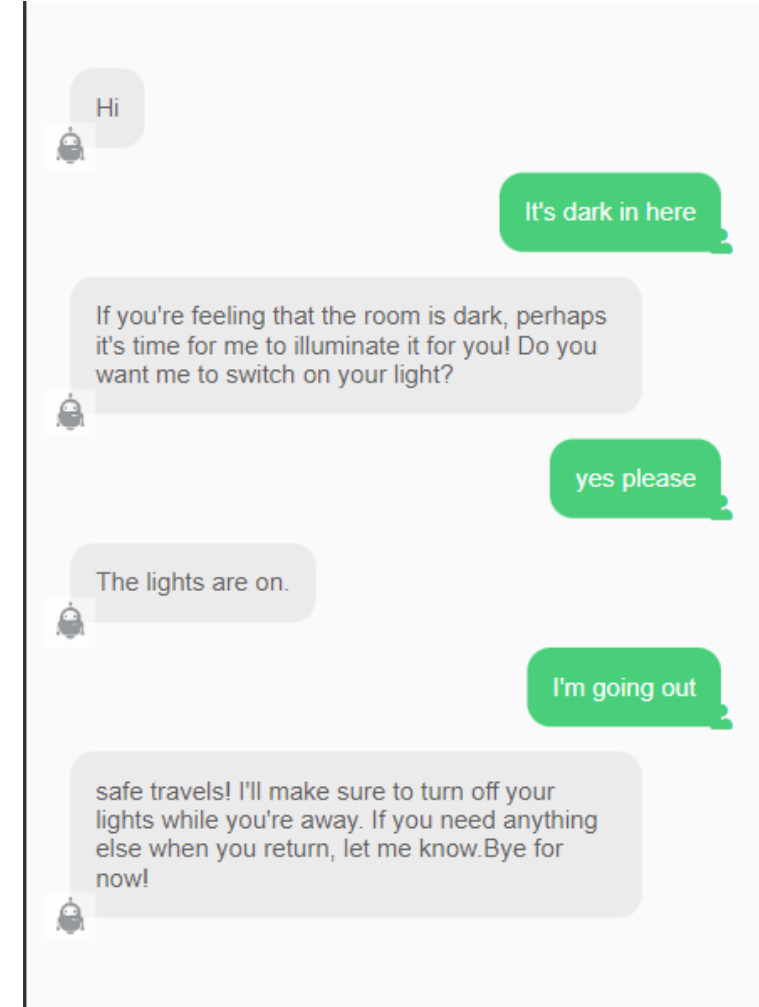 Hi
It's dark in here
If you're feeling that the room is dark, perhaps
it's time for me to illuminate it for you! Do you
want me to switch on your light?
yes please
The lights are on.
I'm going out
safe travels! I'll make sure to turn off your
lights while you're away. If you need anything
else when you return, let me know.Bye for
now!